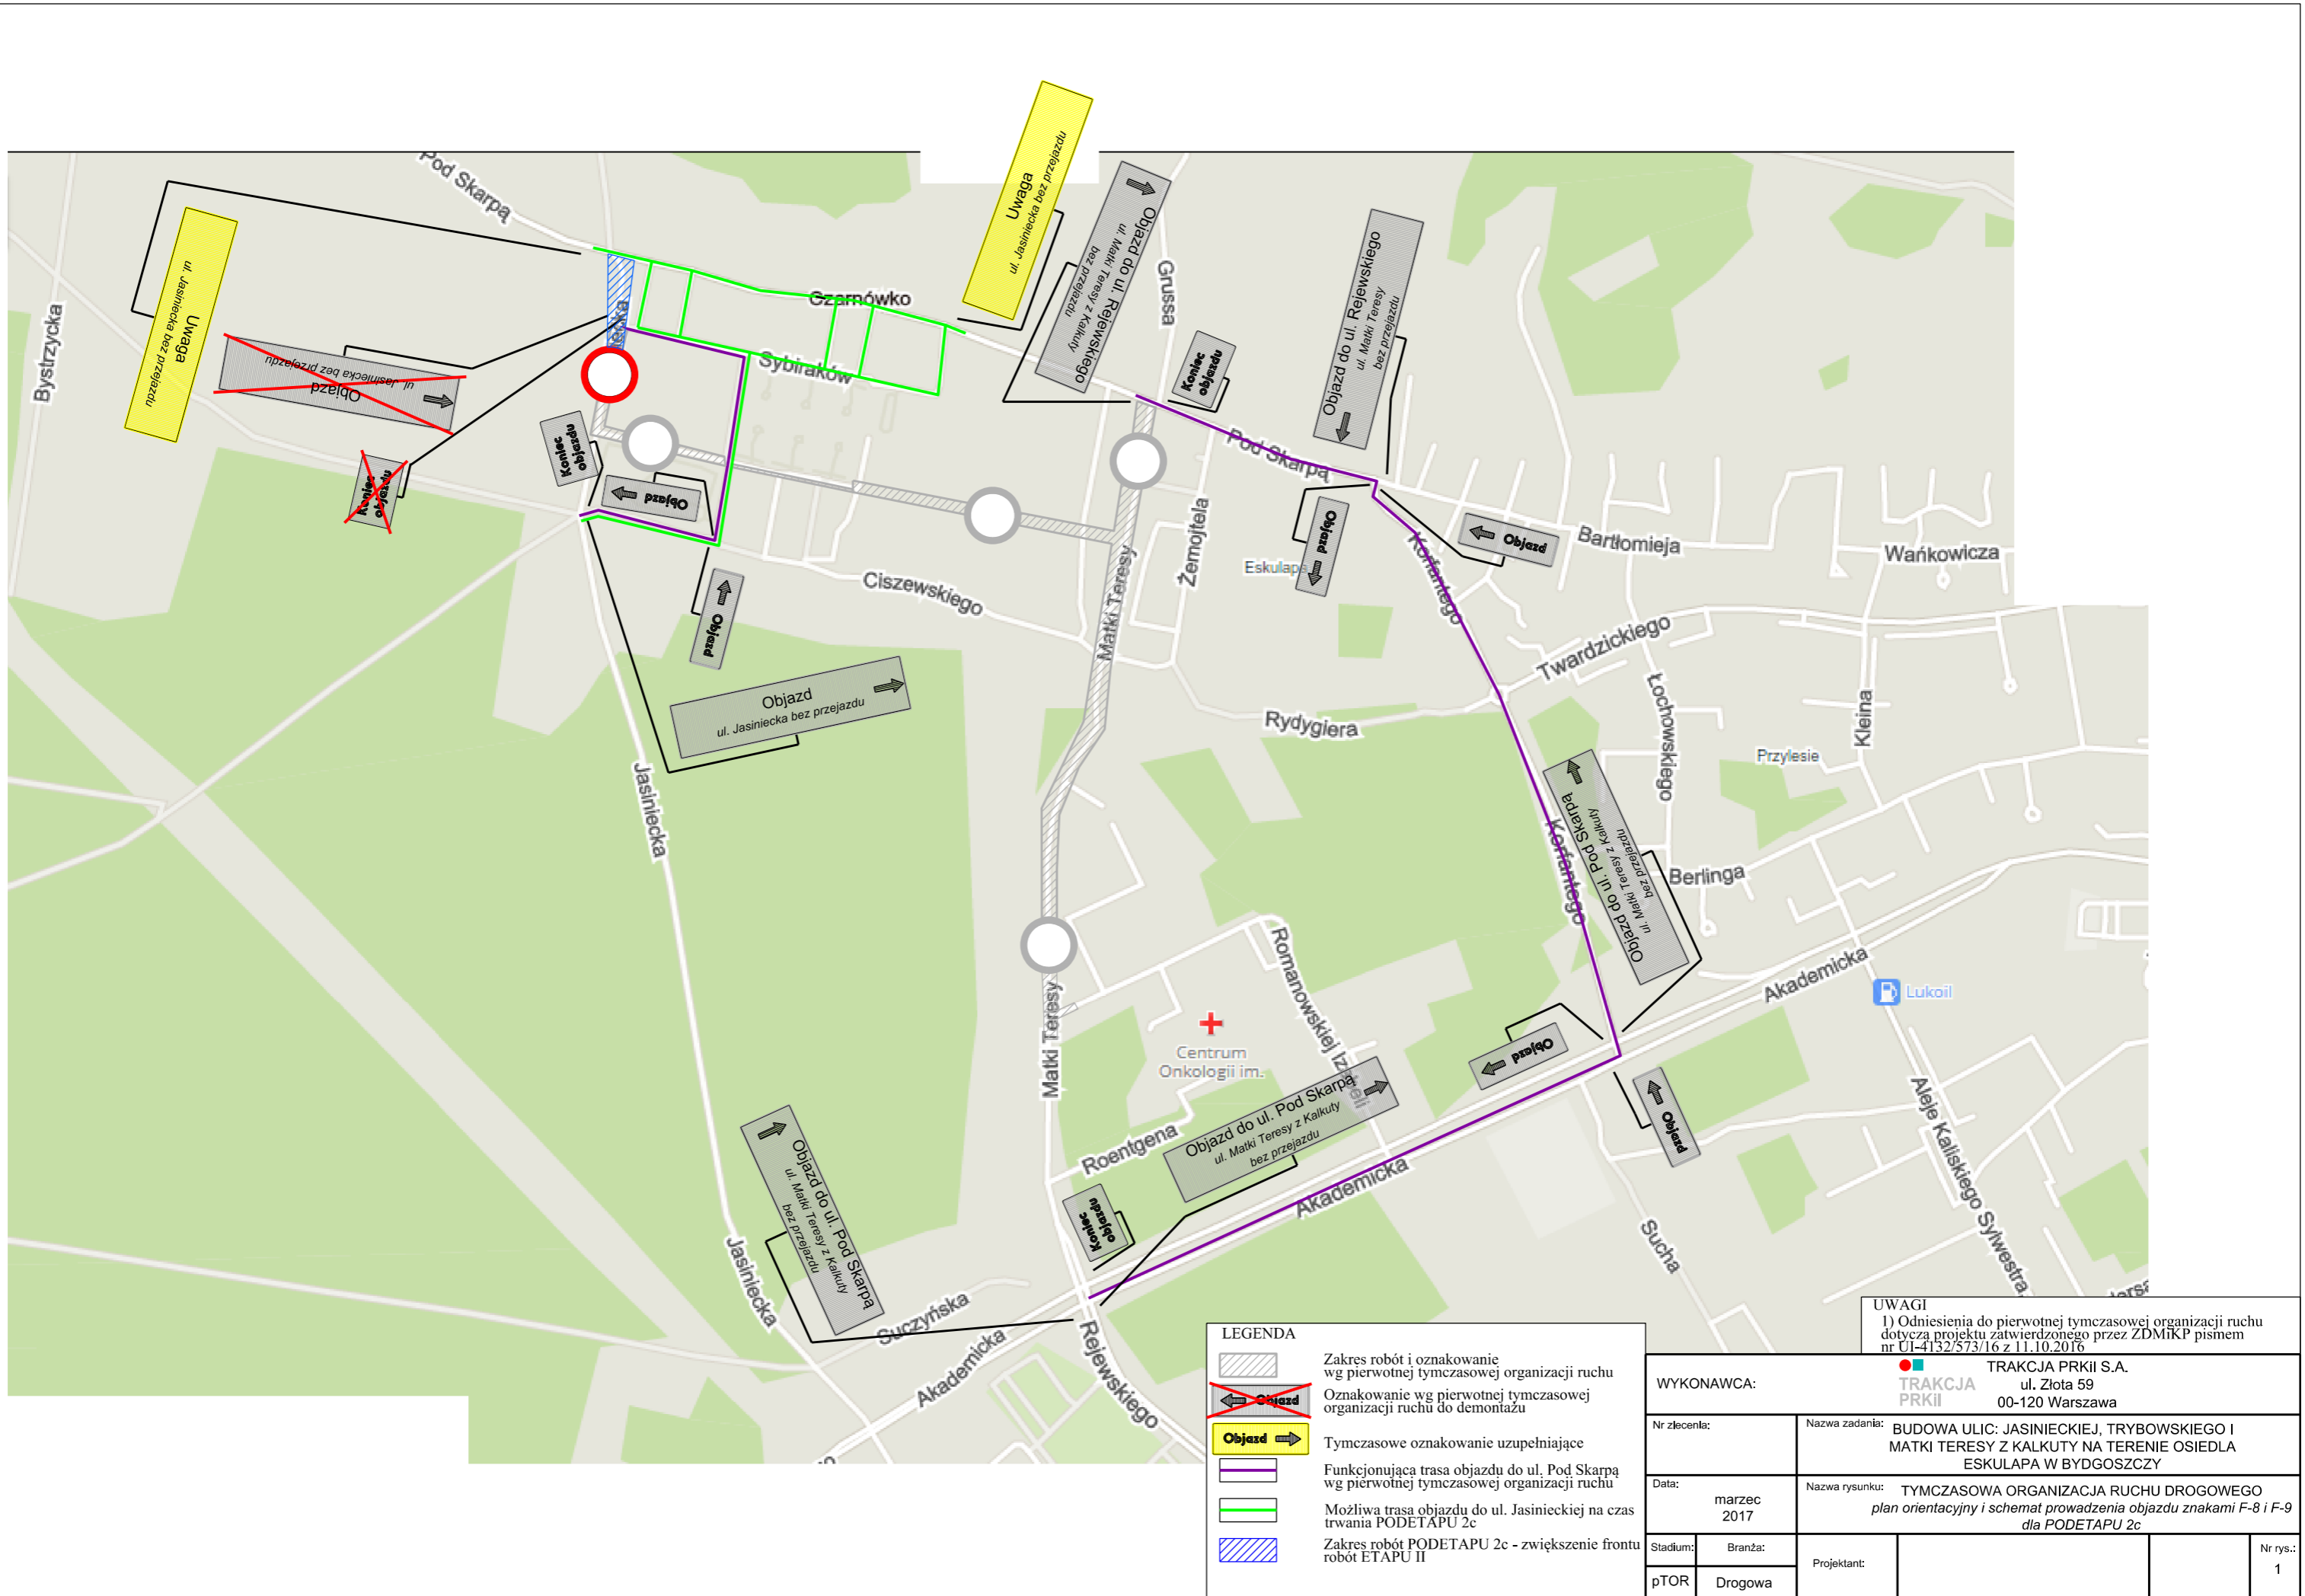 Pod Skarpą
Uwaga
ul. Jasiniecka bez przejazdu
Objazd do ul. Rejewskiego
ul. Matki Teresy z Kalkuty
bez przejazdu
Grussa
Objazd do ul. Rejewskiego
ul. Matki Teresy
bez przejazdu
Uwaga
ul. Jasiniecka bez przejazdu
Bystrzycka
Czarnówko
Sybiraków
Objazd
ul. Jasiniecka bez przejazdu
Koniec
objazdu
Koniec
objazdu
Koniec
objazdu
Objazd
Pod Skarpą
Objazd
Objazd
Bartłomieja
Wańkowicza
Eskulapa
Żemojtela
Korfantego
Matki Teresy
Ciszewskiego
Objazd
Twardzickiego
Łochowskiego
Kleina
Rydygiera
Przylesie
Objazd
ul. Jasiniecka bez przejazdu
Jasiniecka
Objazd do ul. Pod Skarpą
ul. Matki Teresy z Kalkuty
bez przejazdu
Korfantego
Berlinga
Akademicka
Lukoil
Romanowskiej Izabeli
Matki Teresy
Centrum
Onkologii im.
Objazd
Objazd
Objazd do ul. Pod Skarpą
ul. Matki Teresy z Kalkuty
bez przejazdu
Roentgena
Akademicka
Aleje Kaliskiego Sylwestra
Sucha
Koniec
objazdu
Objazd do ul. Pod Skarpą
ul. Matki Teresy z Kalkuty
bez przejazdu
Jasiniecka
Suczyńska
Akademicka
Rejewskiego
LEGENDA
Zakres robót i oznakowanie
wg pierwotnej tymczasowej organizacji ruchu
Objazd
Oznakowanie wg pierwotnej tymczasowej
organizacji ruchu do demontażu
Objazd
Tymczasowe oznakowanie uzupełniające
Funkcjonująca trasa objazdu do ul. Pod Skarpą
wg pierwotnej tymczasowej organizacji ruchu
Możliwa trasa objazdu do ul. Jasinieckiej na czas
trwania PODETAPU 2c
Zakres robót PODETAPU 2c - zwiększenie frontu
robót ETAPU II
UWAGI
1) Odniesienia do pierwotnej tymczasowej organizacji ruchu
dotyczą projektu zatwierdzonego przez ZDMiKP pismem
nr UI-4132/573/16 z 11.10.2016
WYKONAWCA:
TRAKCJA
PRKiI
TRAKCJA PRKiI S.A.
ul. Złota 59
00-120 Warszawa
Nr zlecenia:
Nazwa zadania: BUDOWA ULIC: JASINIECKIEJ, TRYBOWSKIEGO I
MATKI TERESY Z KALKUTY NA TERENIE OSIEDLA
ESKULAPA W BYDGOSZCZY
Data:
marzec
2017
Nazwa rysunku: TYMCZASOWA ORGANIZACJA RUCHU DROGOWEGO
plan orientacyjny i schemat prowadzenia objazdu znakami F-8 i F-9
dla PODETAPU 2c
Stadium:
pTOR
Branża:
Drogowa
Projektant:
Nr rys.:
1